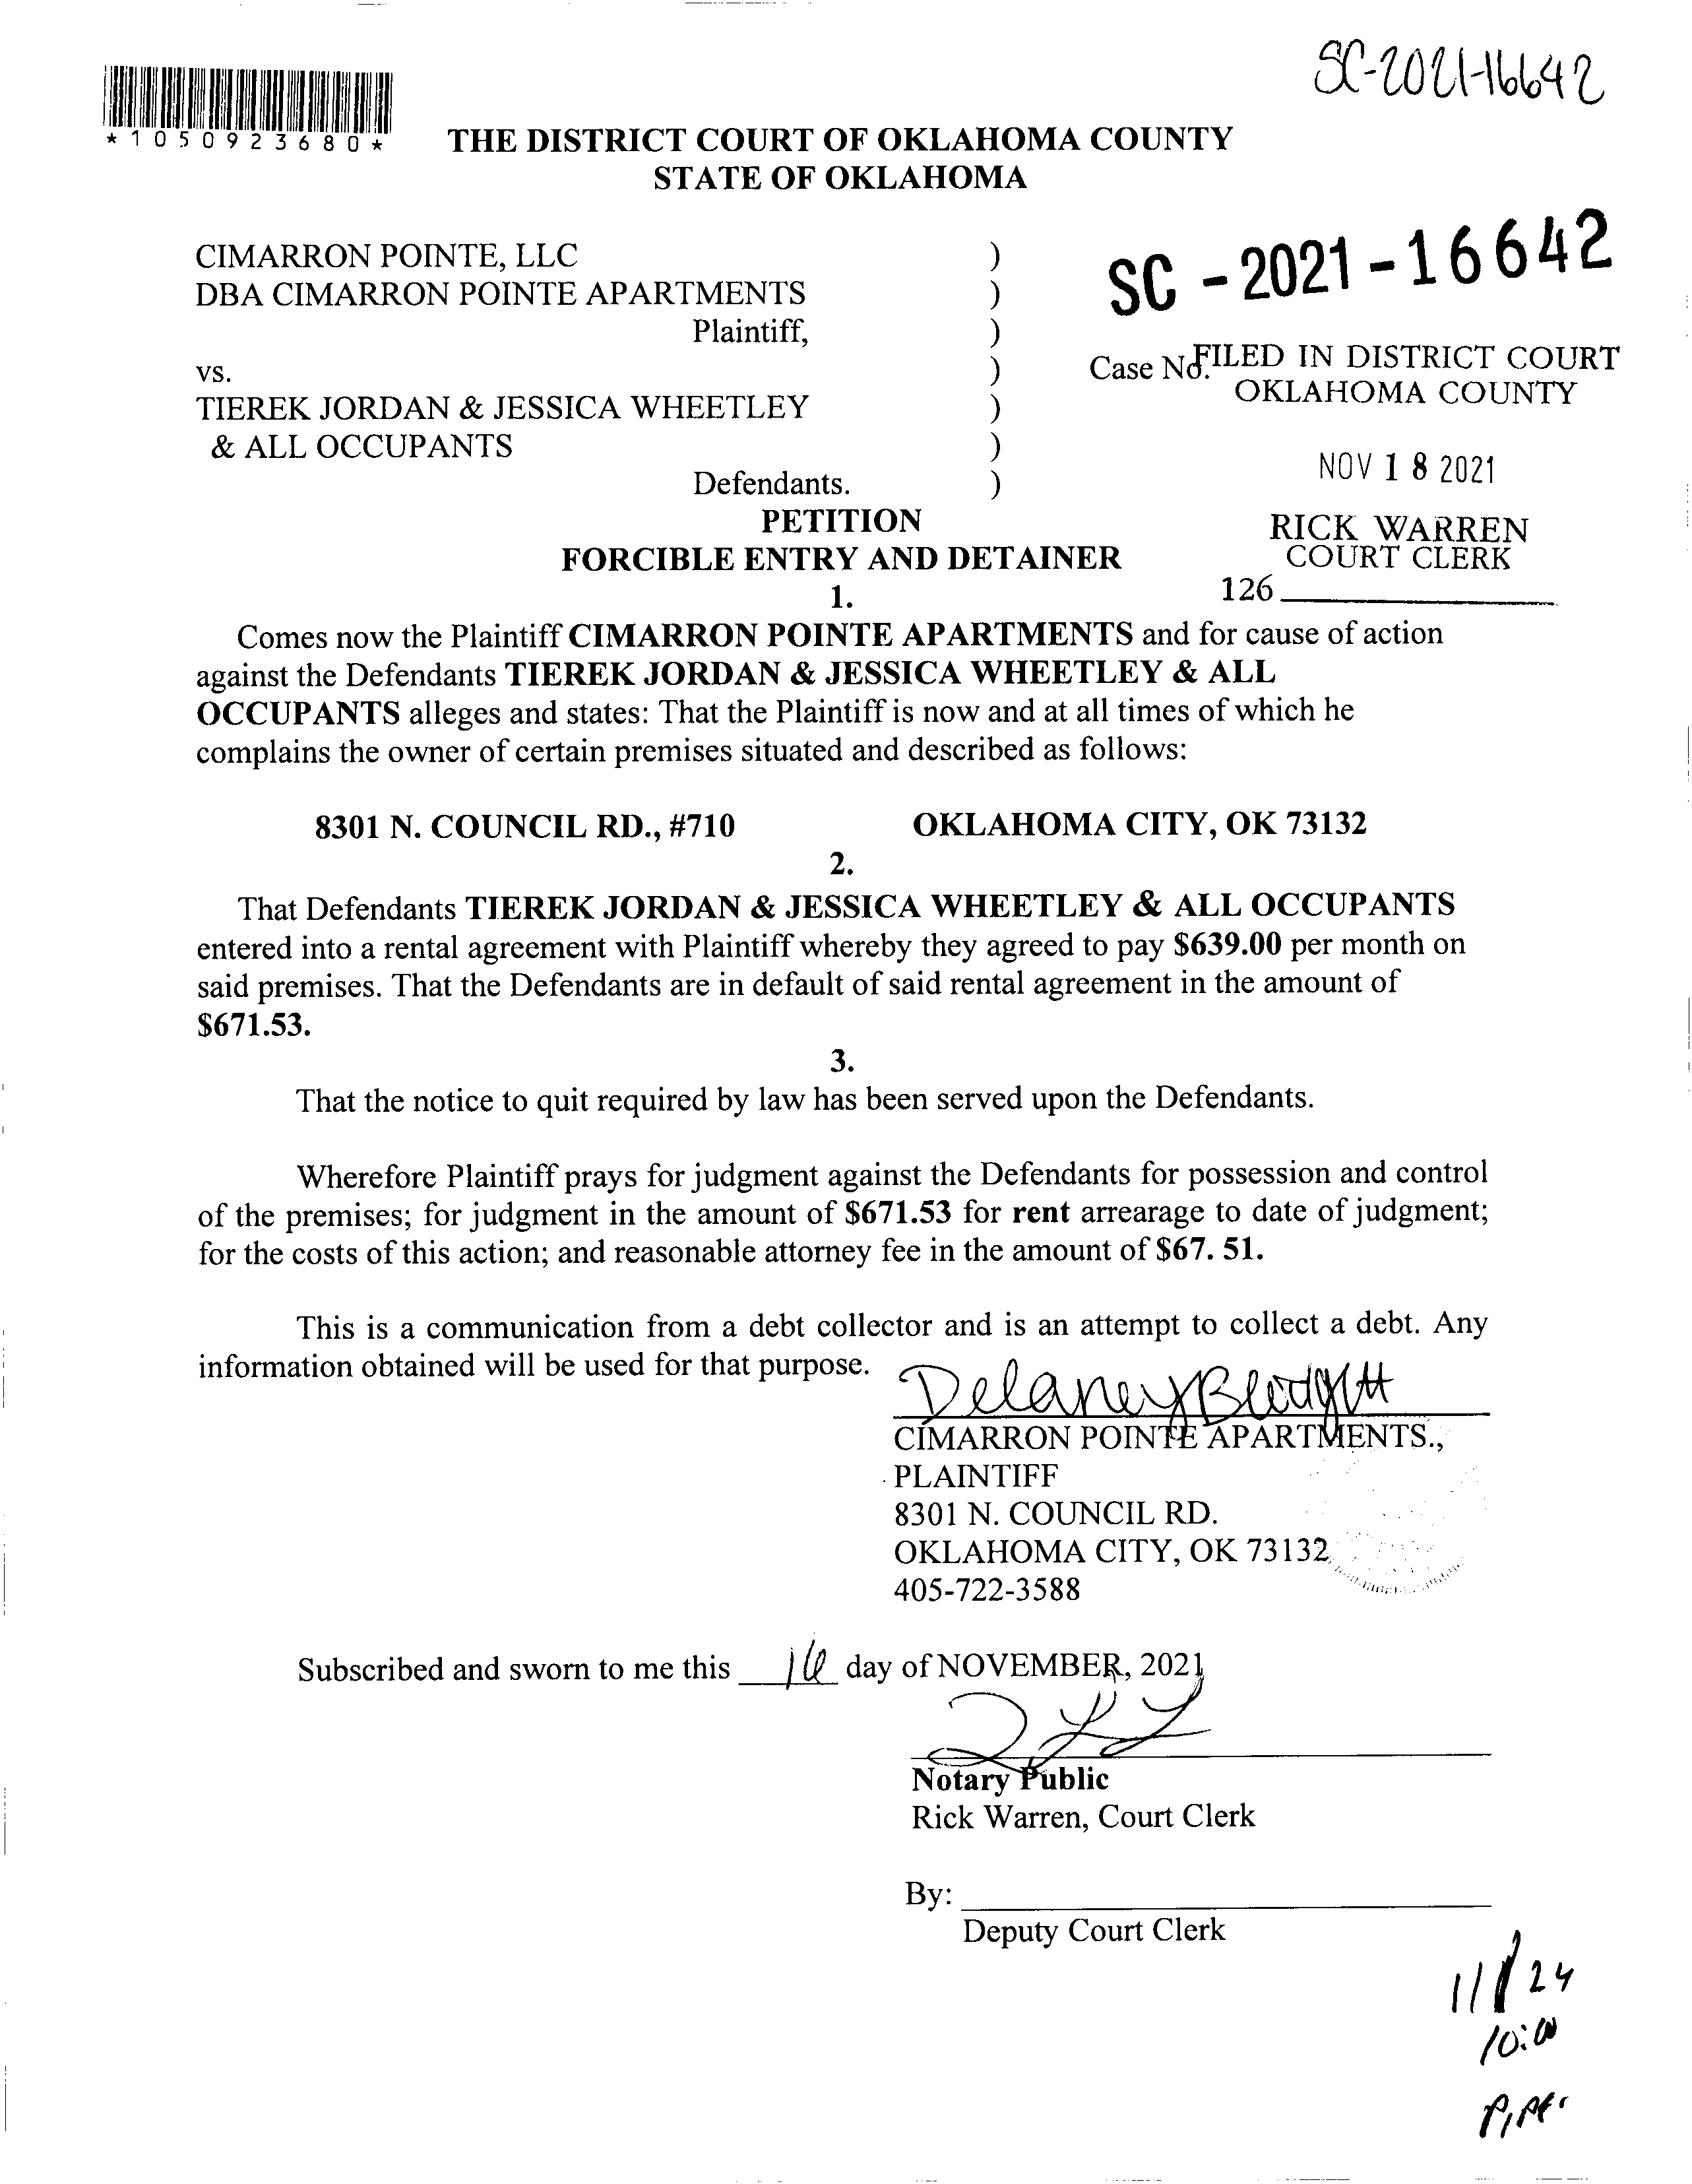 SC-2021-16642
*1050923680*
THE DISTRICT COURT OF OKLAHOMA COUNTY
STATE OF OKLAHOMA
CIMARRON POINTE, LLC )
DBA CIMARRON POINTE APARTMENTS )
Plaintiff, )
vs. )
TIEREK JORDAN & JESSICA WHEETLEY )
& ALL OCCUPANTS )
Defendants. )
SC - 2021 - 16642
Case No.
FILED IN DISTRICT COURT
OKLAHOMA COUNTY
NOV 18 2021
RICK WARREN
COURT CLERK
126
PETITION
FORCIBLE ENTRY AND DETAINER
1.
Comes now the Plaintiff CIMARRON POINTE APARTMENTS and for cause of action
against the Defendants TIEREK JORDAN & JESSICA WHEETLEY & ALL
OCCUPANTS alleges and states: That the Plaintiff is now and at all times of which he
complains the owner of certain premises situated and described as follows:
8301 N. COUNCIL RD., #710 OKLAHOMA CITY, OK 73132
2.
That Defendants TIEREK JORDAN & JESSICA WHEETLEY & ALL OCCUPANTS
entered into a rental agreement with Plaintiff whereby they agreed to pay $639.00 per month on
said premises. That the Defendants are in default of said rental agreement in the amount of
$671.53.
3.
That the notice to quit required by law has been served upon the Defendants.
Wherefore Plaintiff prays for judgment against the Defendants for possession and control
of the premises; for judgment in the amount of $671.53 for rent arrearage to date of judgment;
for the costs of this action; and reasonable attorney fee in the amount of $67. 51.
This is a communication from a debt collector and is an attempt to collect a debt. Any
information obtained will be used for that purpose.
Delaney
CIMARRON POINTE APARTMENTS.,
PLAINTIFF
8301 N. COUNCIL RD.
OKLAHOMA CITY, OK 73132
405-722-3588
Subscribed and sworn to me this 16 day of NOVEMBER, 2021
Notary Public
Rick Warren, Court Clerk
By:
Deputy Court Clerk
11/24
10:00